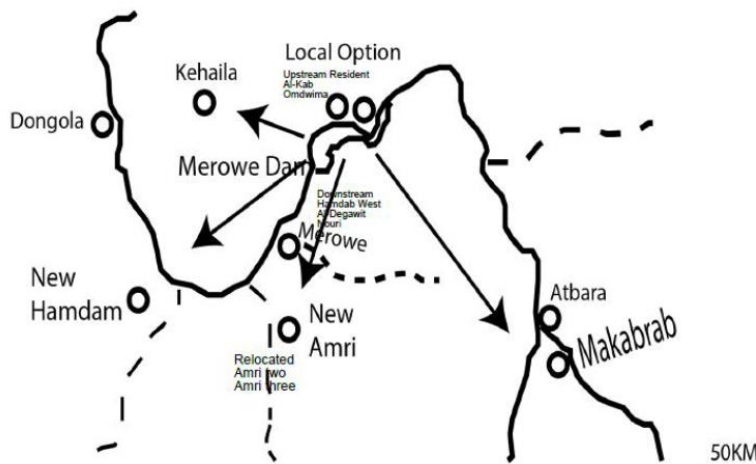 Local Option
Upstream Resident
Al-Kab
Omdwima
Kehaila
Dongola
Merowe Dam
Downstream
Hamdab West
Al-Degawit
Nouri
Merowe
New
Hamdam
New
Amri
Relocated
Amri two
Amri three
Atbara
Makabrab
50KM